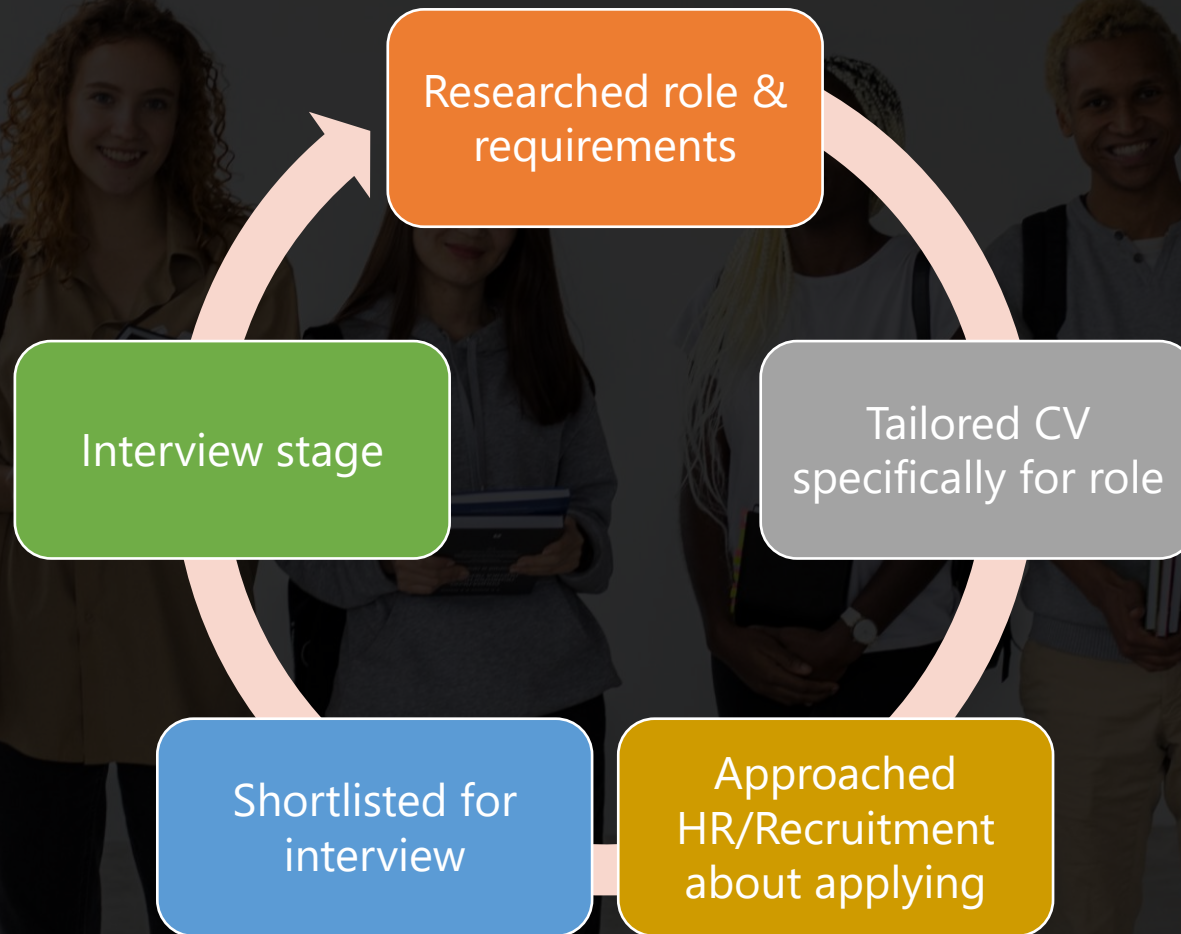 Researched role &
requirements
Tailored CV
specifically for role
Approached
HR/Recruitment
about applying
Shortlisted for
interview
Interview stage